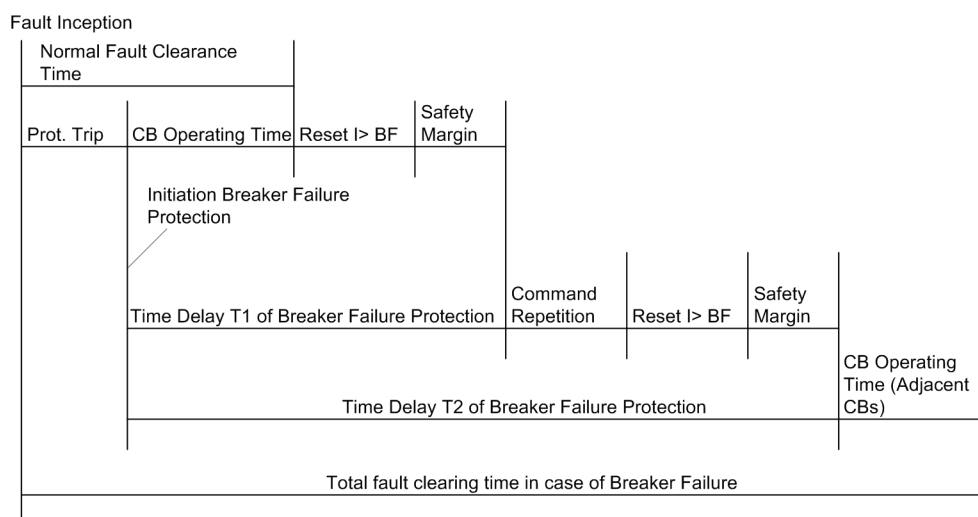 Fault Inception
Normal Fault Clearance
Time
Prot. Trip
CB Operating Time
Reset I> BF
Safety
Margin
Initiation Breaker Failure
Protection
Time Delay T1 of Breaker Failure Protection
Command
Repetition
Reset I> BF
Safety
Margin
CB Operating
Time (Adjacent
CBs)
Time Delay T2 of Breaker Failure Protection
Total fault clearing time in case of Breaker Failure